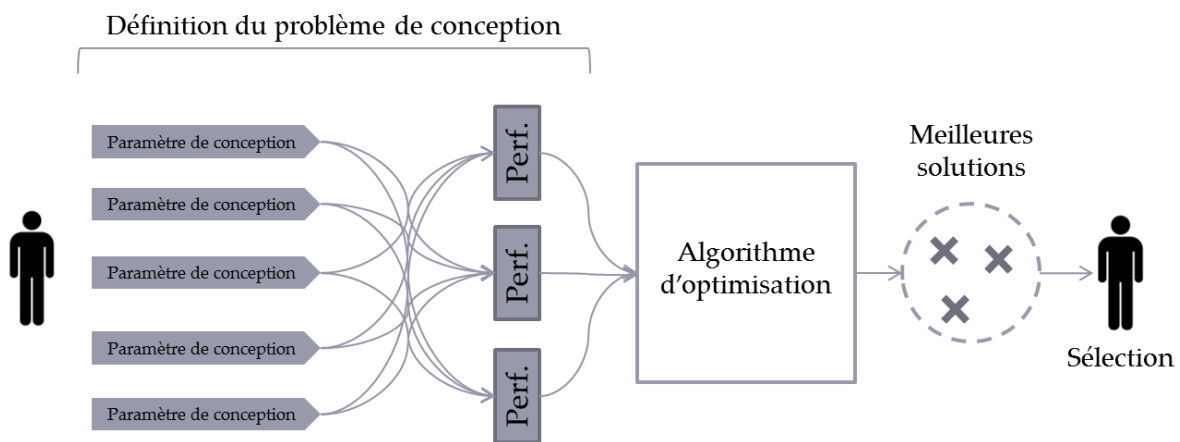 Définition du problème de conception
Paramètre de conception
Paramètre de conception
Paramètre de conception
Paramètre de conception
Paramètre de conception
Perf.
Perf.
Perf.
Algorithme
d’optimisation
Meilleures
solutions
Sélection